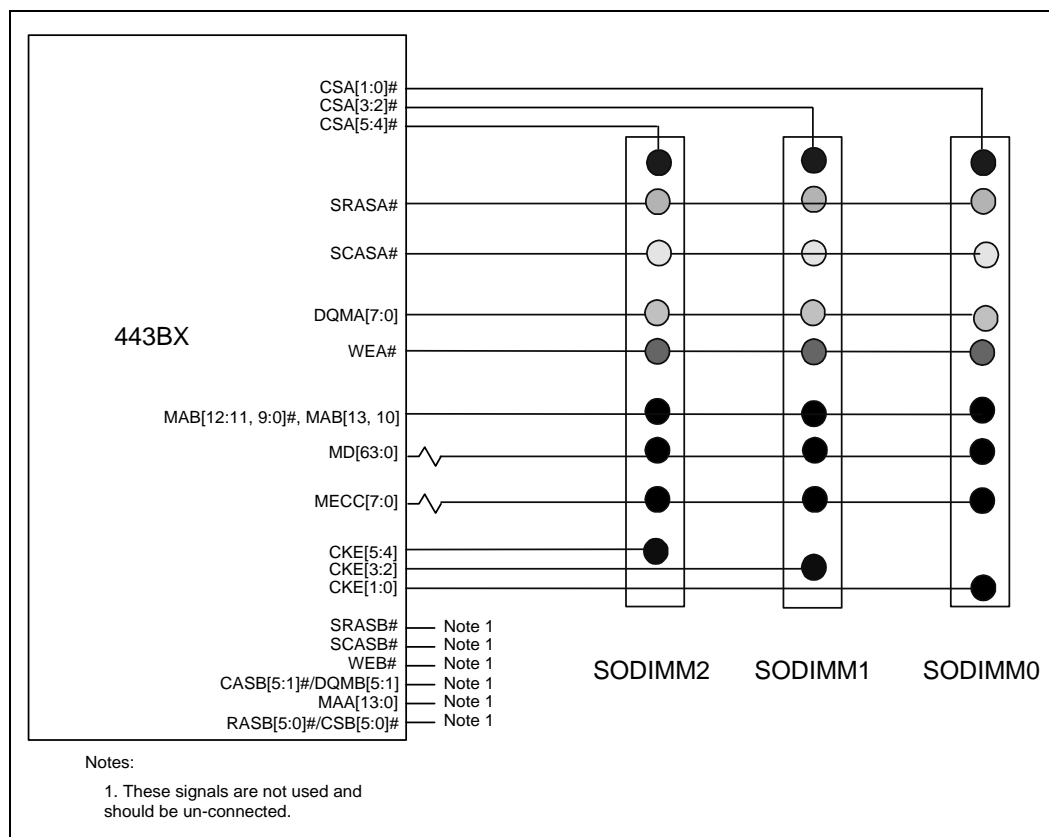 CSA[1:0]#
CSA[3:2]#
CSA[5:4]#
SRASA#
SCASA#
DQMA[7:0]
443BX
WEA#
MAB[12:11, 9:0]#, MAB[13, 10]
MD[63:0]
MECC[7:0]
CKE[5:4]
CKE[3:2]
CKE[1:0]
SRASB# Note 1
SCASB# Note 1
WEB# Note 1
CASB[5:1]#/DQMB[5:1] Note 1
MAA[13:0] Note 1
RASB[5:0]#/CSB[5:0]# Note 1
SODIMM2 SODIMM1 SODIMM0
Notes:
1. These signals are not used and
should be un-connected.